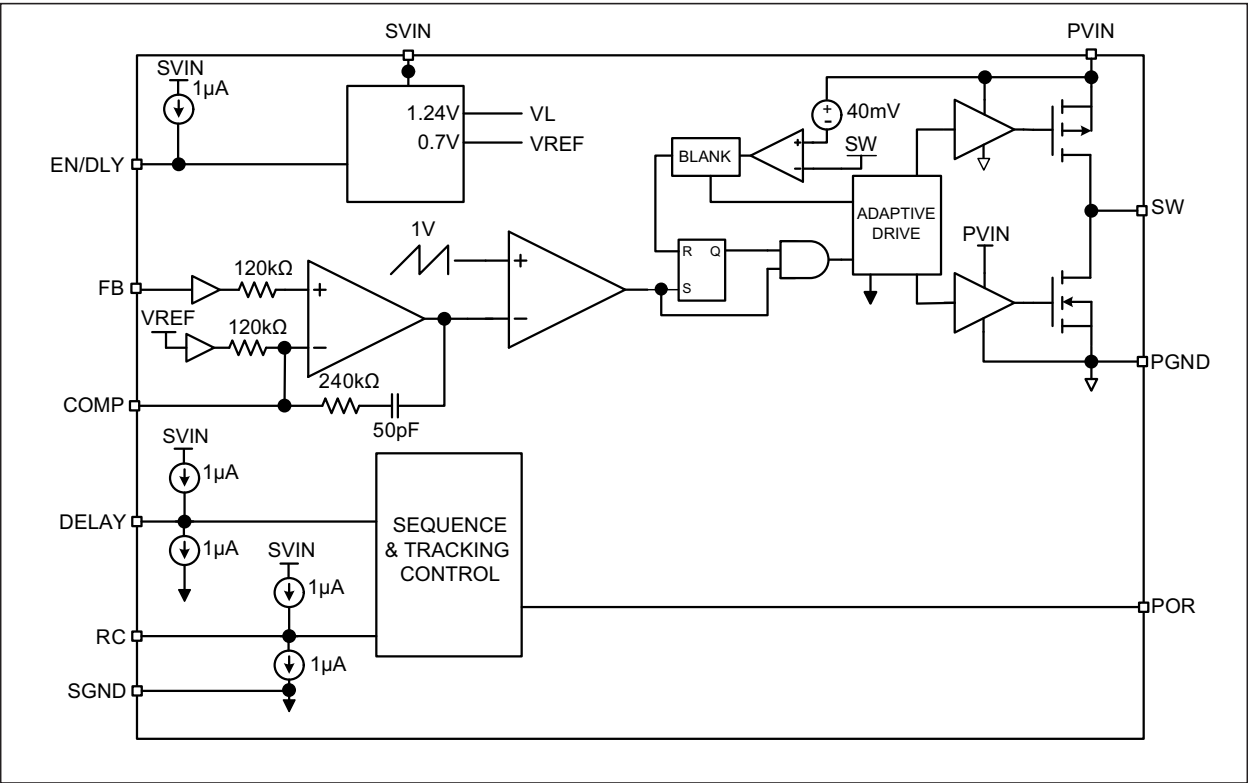 SVIN
PVIN
SVIN
1µA
1.24V
VL
0.7V
VREF
EN/DLY
+
-
40mV
BLANK
+
-
SW
ADAPTIVE
DRIVE
SW
PVIN
1V
R
Q
S
FB
120kΩ
+
+
VREF
120kΩ
−
−
240kΩ
COMP
50pF
PGND
SVIN
1µA
DELAY
1µA
SVIN
1µA
SEQUENCE
& TRACKING
CONTROL
POR
RC
1µA
SGND